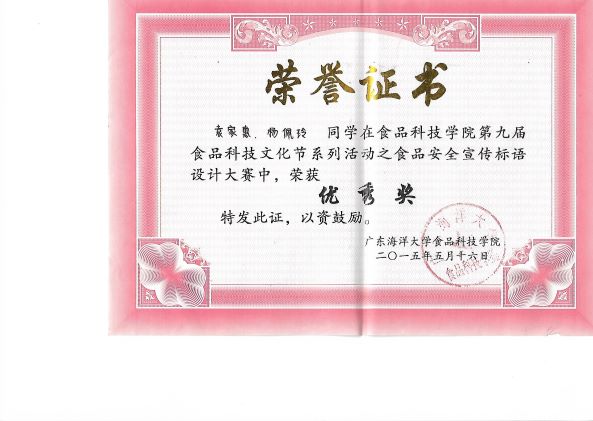 荣誉证书
袁家惠、杨佩玲 同学在食品科技学院第九届
食品科技文化节系列活动之食品安全宣传标语
设计大赛中，荣获
优秀奖
特发此证，以资鼓励。
广东海洋大学食品科技学院
二〇一五年五月十六日